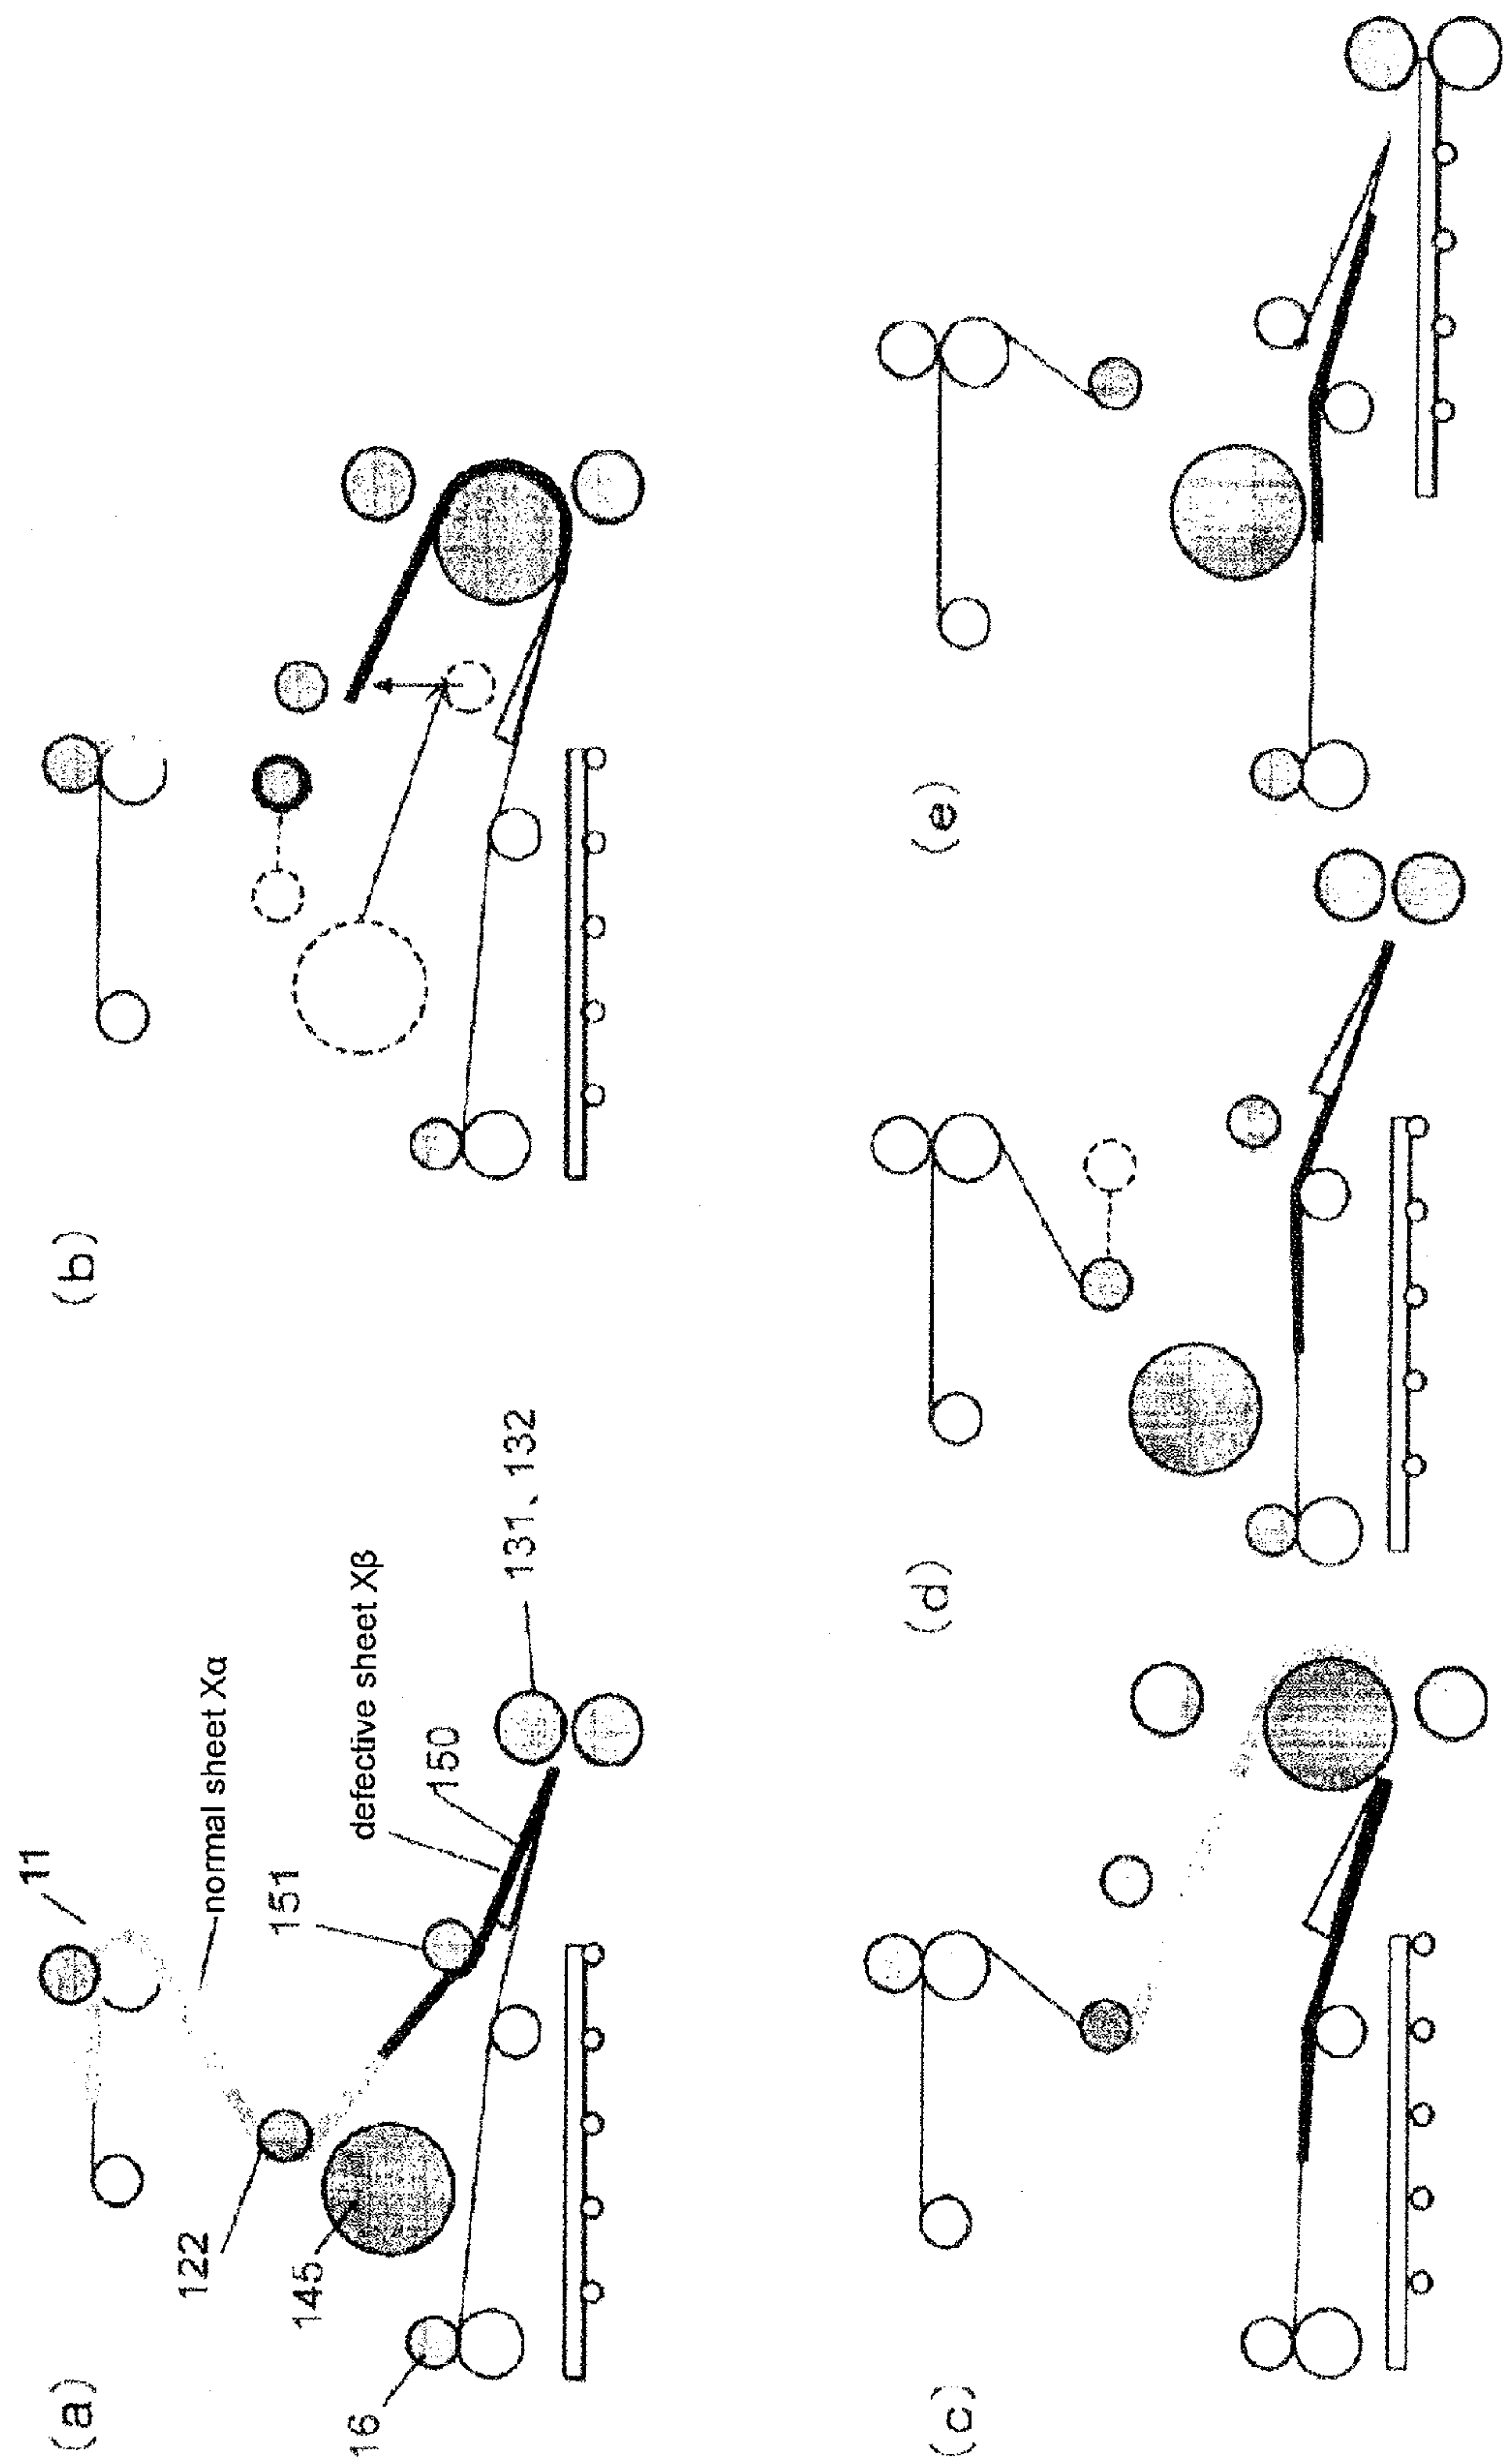 (a)
11
normal sheet Xα
122
151
145
defective sheet Xβ
150
16
131、132
(b)
(c)
(d)
(e)